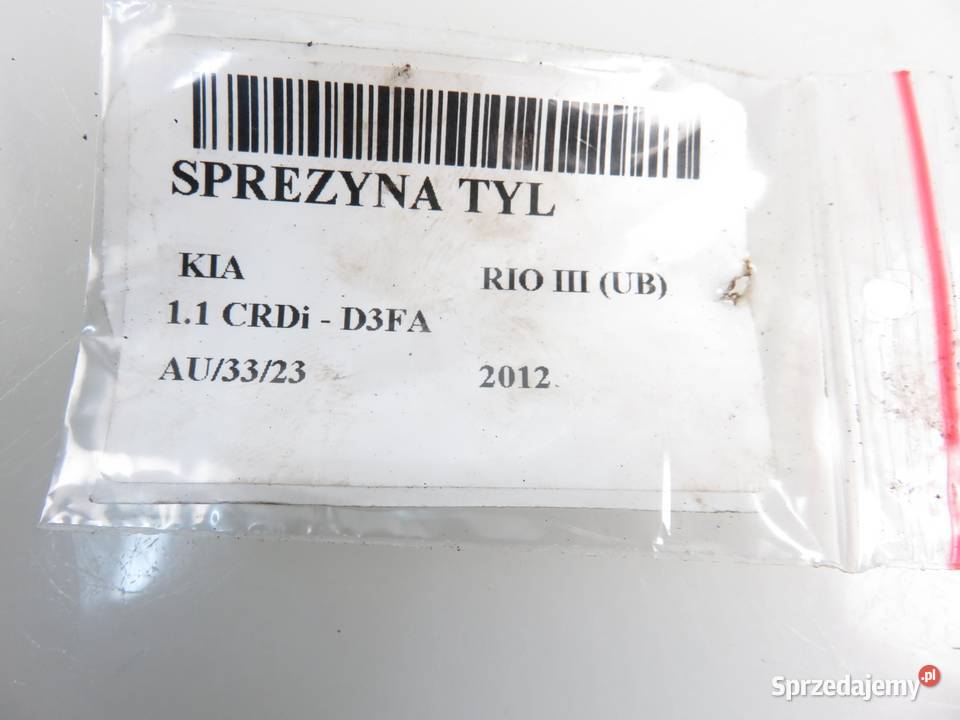 SPREZYNA TYL
KIA RIO III (UB)
1.1 CRDi - D3FA
AU/33/23 2012
Sprzedajemy.pl